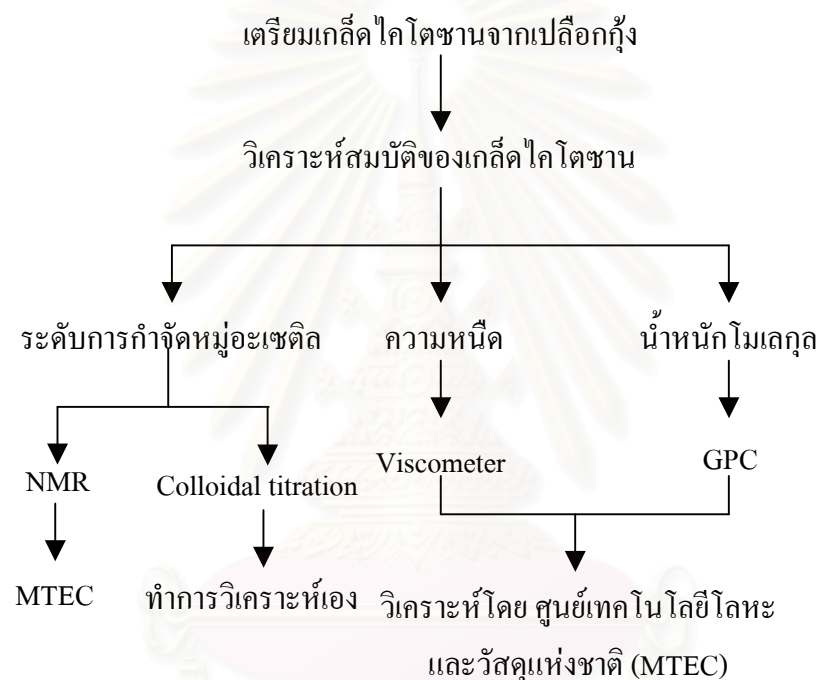 เตรียมเกล็ดไคโตซานจากเปลือกกุ้ง
วิเคราะห์สมบัติของเกล็ดไคโตซาน
ระดับการกำจัดหมู่อะเซติล
ความหนืด
น้ำหนักโมเลกุล
NMR
Colloidal titration
Viscometer
GPC
MTEC
ทำการวิเคราะห์เอง
วิเคราะห์โดย ศูนย์เทคโนโลยีโลหะ
และวัสดุแห่งชาติ (MTEC)